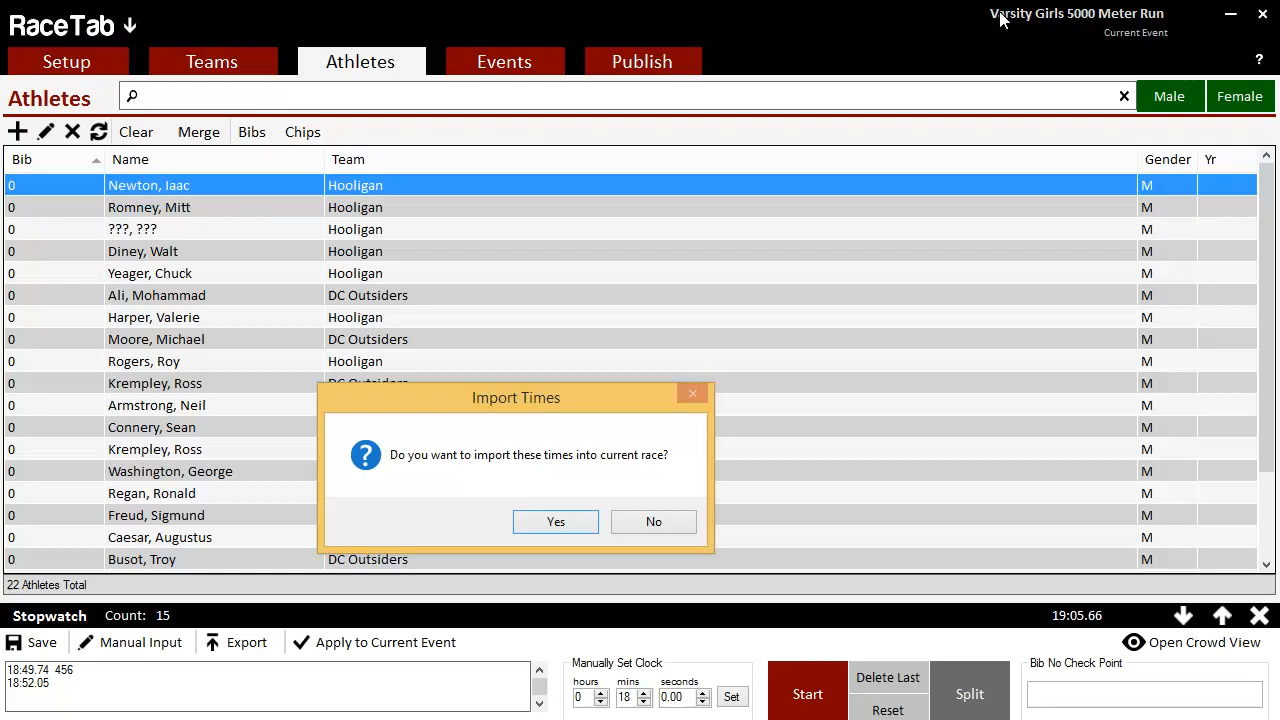 RaceTab
Varsity Girls 5000 Meter Run
Current Event
Setup Teams Athletes Events Publish ?
Athletes Male Female
Clear Merge Bibs Chips
Bib Name Team Gender Yr
0 Newton, Iaac Hooligan M
0 Romney, Mitt Hooligan M
0 ???, ??? Hooligan M
0 Diney, Walt Hooligan M
0 Yeager, Chuck Hooligan M
0 Ali, Mohammad DC Outsiders M
0 Harper, Valerie Hooligan M
0 Moore, Michael DC Outsiders M
0 Rogers, Roy Hooligan M
0 Krempley, Ross DC Outsiders M
0 Armstrong, Neil M
0 Connery, Sean M
0 Krempley, Ross M
0 Washington, George M
0 Regan, Ronald M
0 Freud, Sigmund M
0 Caesar, Augustus M
0 Busot, Troy DC Outsiders M
Import Times
Do you want to import these times into current race?
Yes No
22 Athletes Total
Stopwatch Count: 15 19:05.66
Save Manual Input Export Apply to Current Event Open Crowd View
18:49.74 456
18:52.05
Manually Set Clock
hours mins seconds
0 18 0.00 Set
Start Delete Last Reset Split
Bib No Check Point